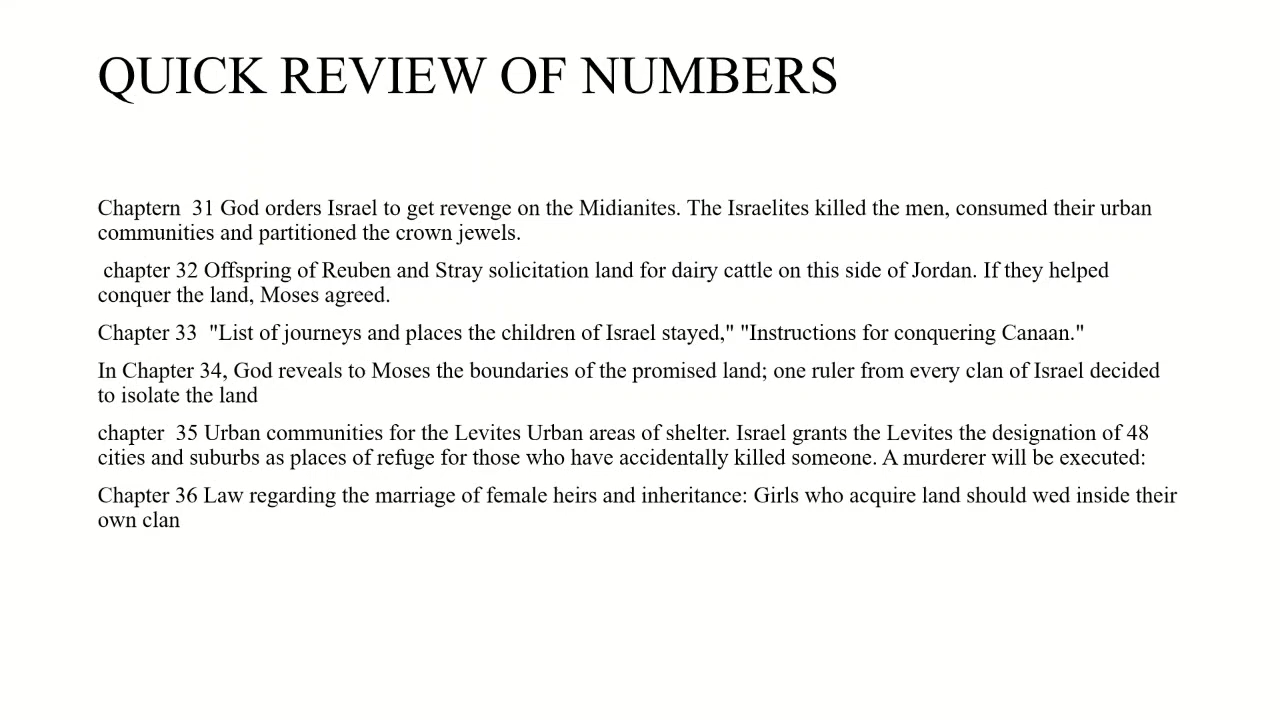 QUICK REVIEW OF NUMBERS
Chaptern  31 God orders Israel to get revenge on the Midianites. The Israelites killed the men, consumed their urban
communities and partitioned the crown jewels.
chapter 32 Offspring of Reuben and Stray solicitation land for dairy cattle on this side of Jordan. If they helped
conquer the land, Moses agreed.
Chapter 33  "List of journeys and places the children of Israel stayed," "Instructions for conquering Canaan."
In Chapter 34, God reveals to Moses the boundaries of the promised land; one ruler from every clan of Israel decided
to isolate the land
chapter  35 Urban communities for the Levites Urban areas of shelter. Israel grants the Levites the designation of 48
cities and suburbs as places of refuge for those who have accidentally killed someone. A murderer will be executed:
Chapter 36 Law regarding the marriage of female heirs and inheritance: Girls who acquire land should wed inside their
own clan